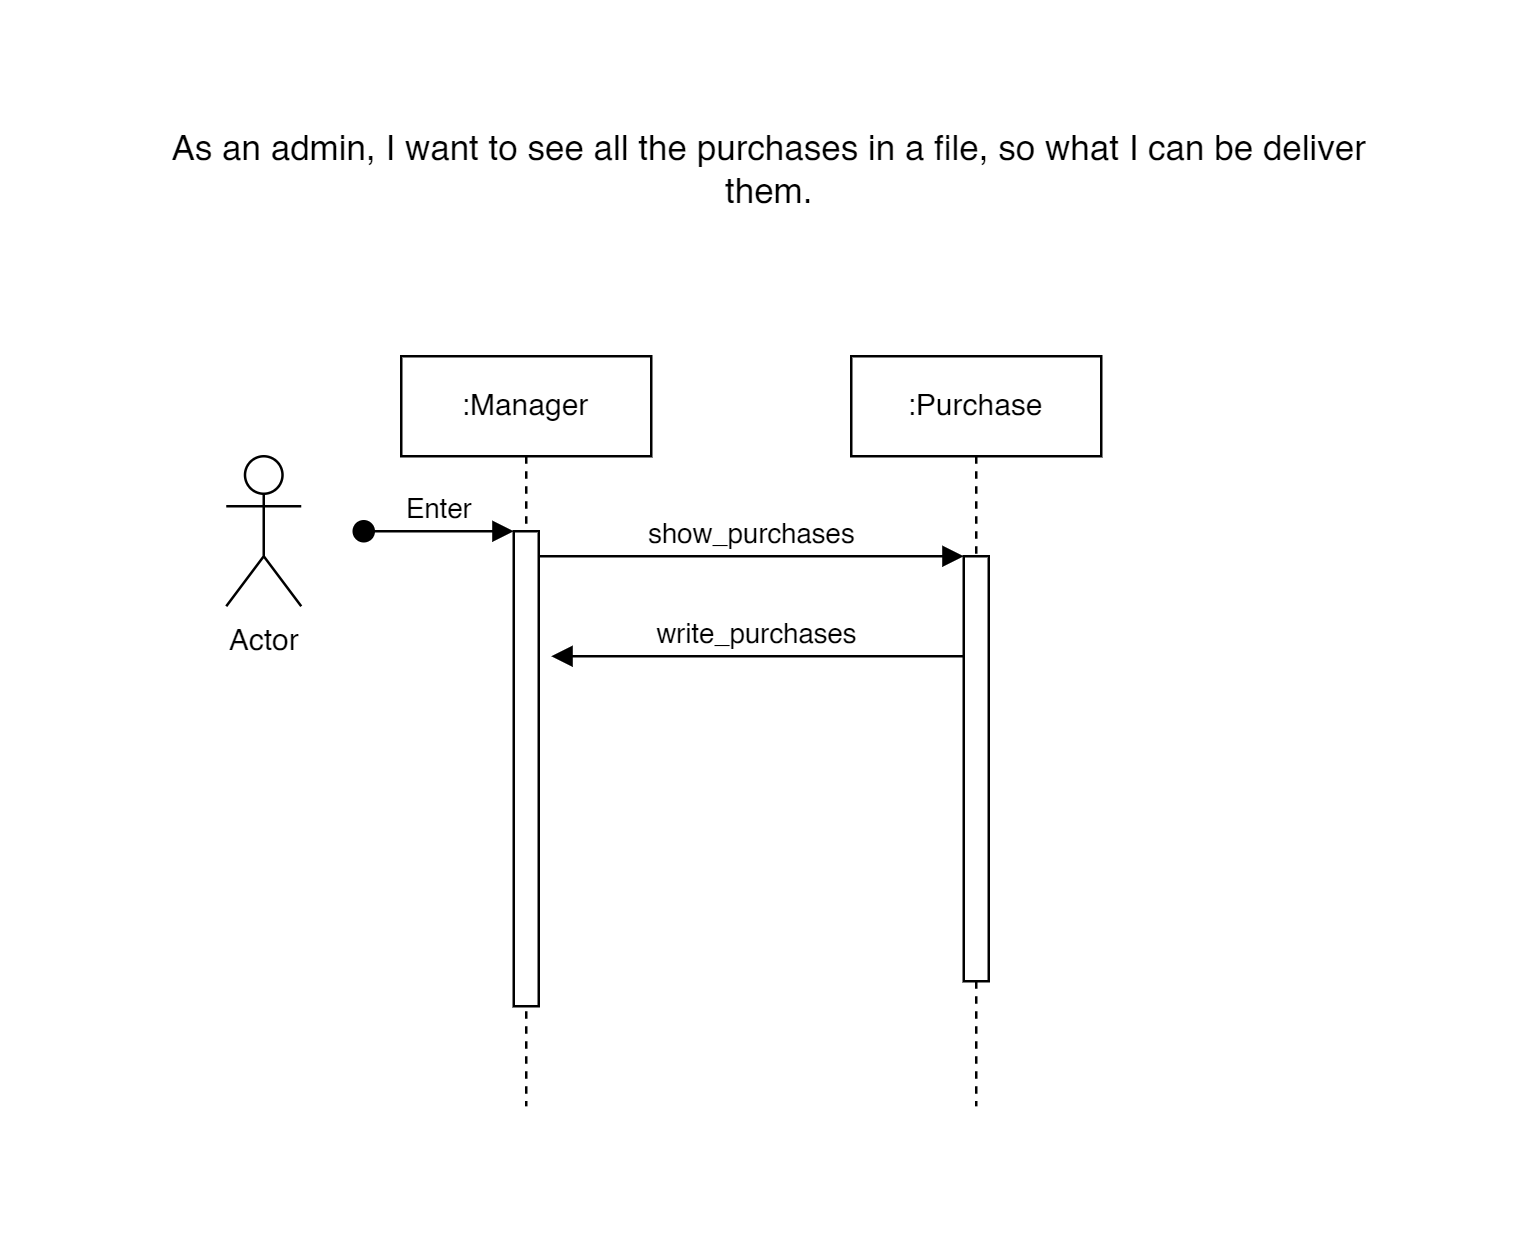 As an admin, I want to see all the purchases in a file, so what I can be deliver
them.
:Manager
:Purchase
Enter
show_purchases
write_purchases
Actor